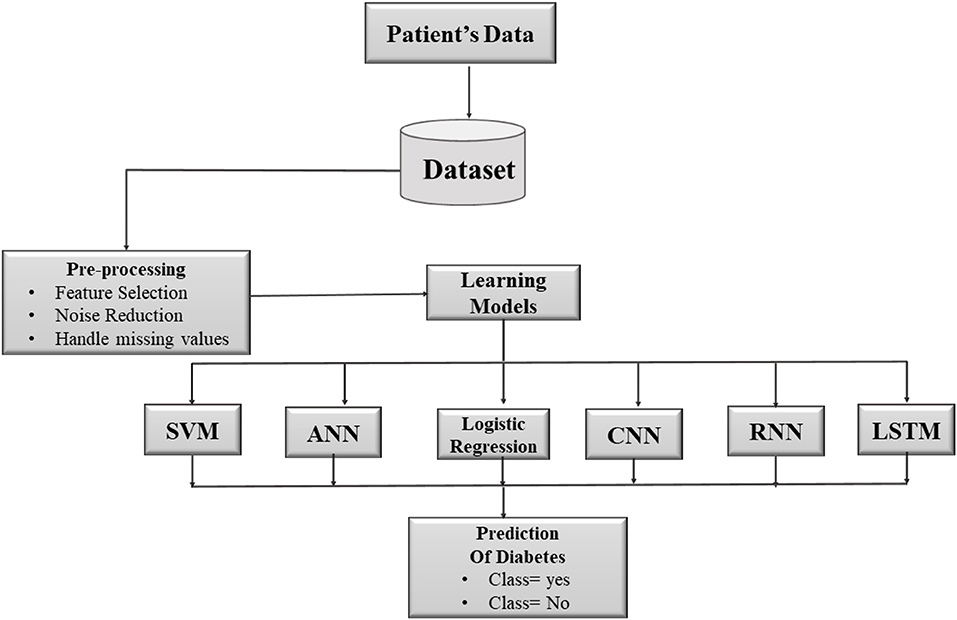 Patient's Data
Dataset
Pre-processing
• Feature Selection
• Noise Reduction
• Handle missing values
Learning
Models
SVM
ANN
Logistic
Regression
CNN
RNN
LSTM
Prediction
Of Diabetes
• Class= yes
• Class= No